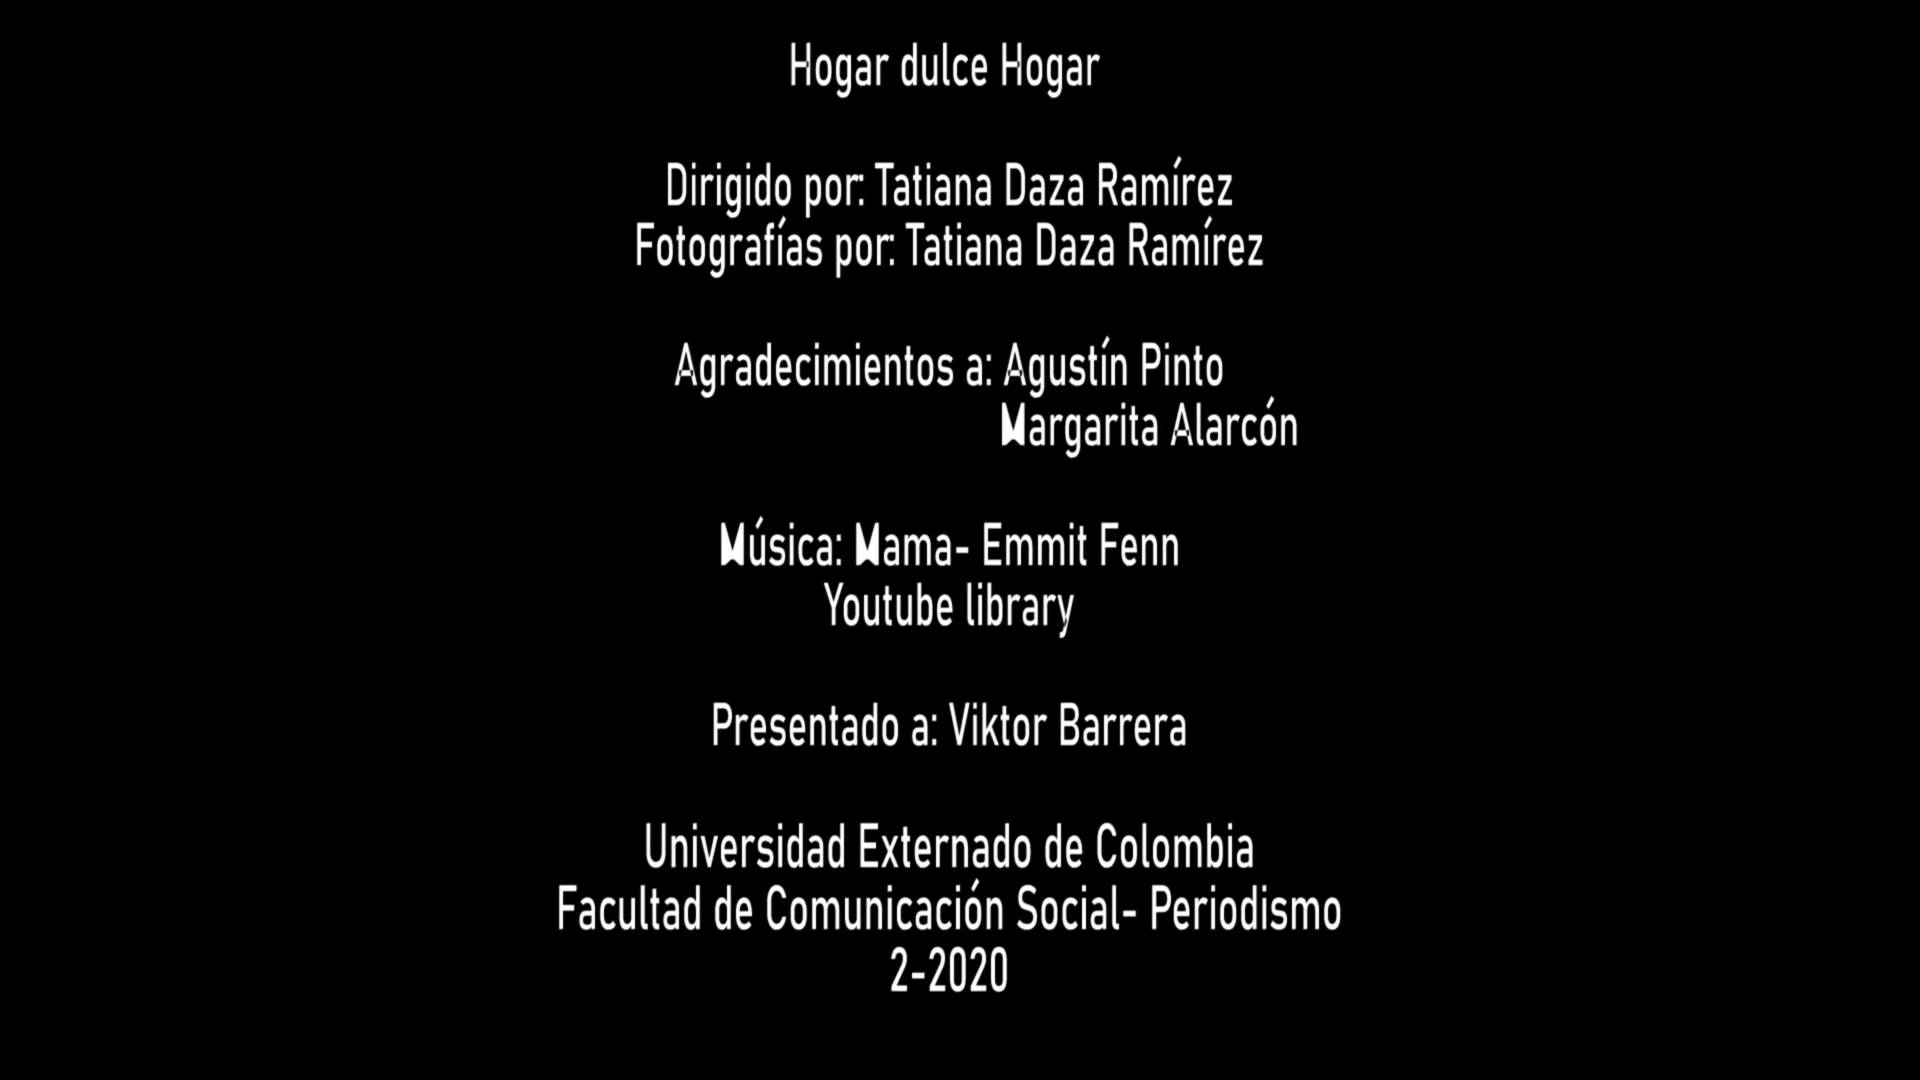 Hogar dulce Hogar
Dirigido por: Tatiana Daza Ramírez
Fotografías por: Tatiana Daza Ramírez
Agradecimientos a: Agustín Pinto
Margarita Alarcón
Música: Mama- Emmit Fenn
Youtube library
Presentado a: Viktor Barrera
Universidad Externado de Colombia
Facultad de Comunicación Social- Periodismo
2-2020